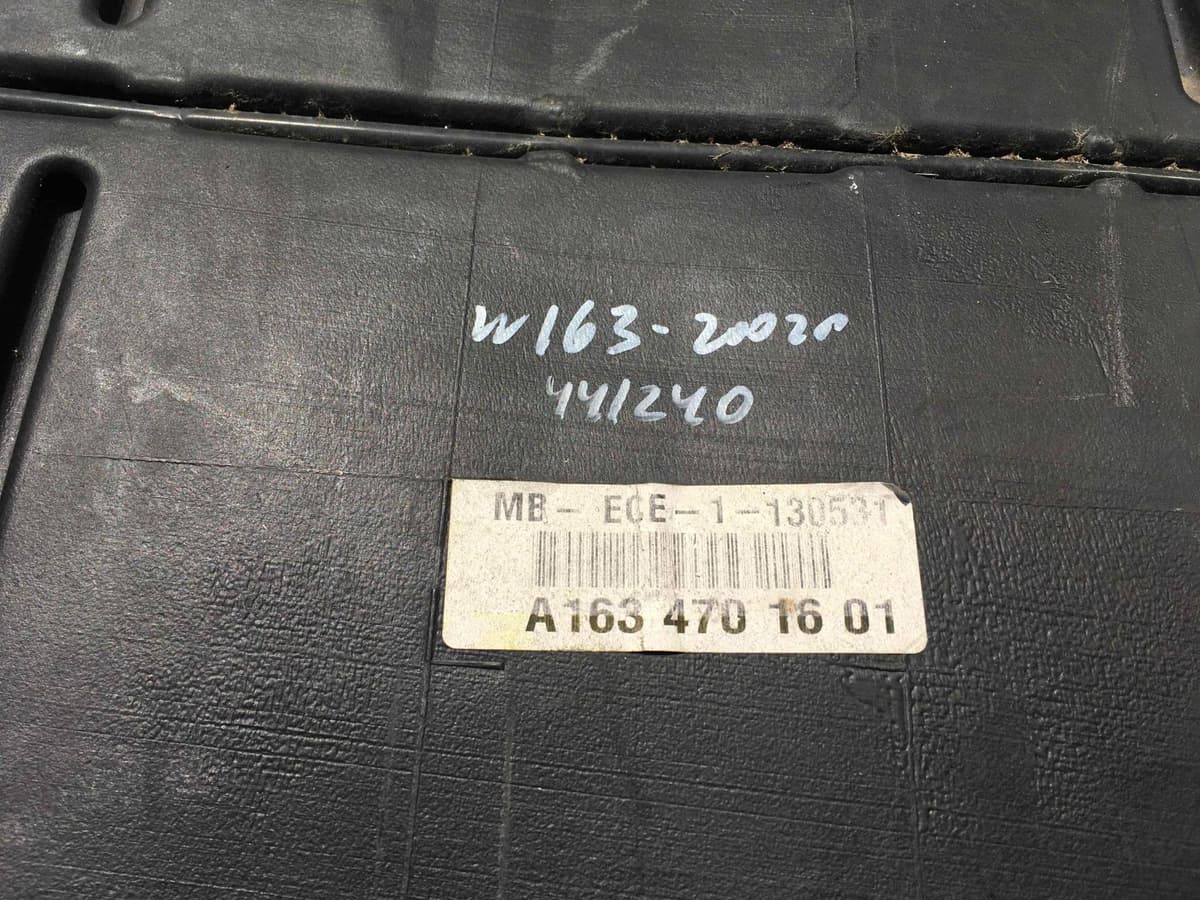 W163-2002г
441240
MB- ECE-1-130531
A163 470 16 01